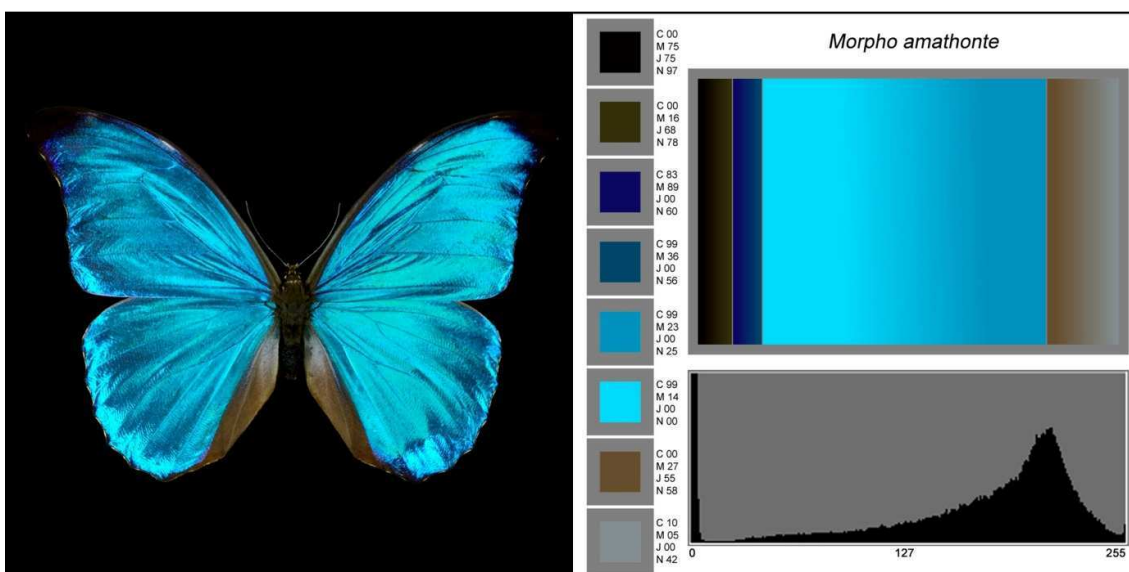 Morpho amathonte
C 00
M 75
J 75
N 97
C 00
M 16
J 68
N 78
C 83
M 89
J 00
N 60
C 99
M 36
J 00
N 56
C 99
M 23
J 00
N 25
C 99
M 14
J 00
N 00
C 00
M 27
J 55
N 58
C 10
M 05
J 00
N 42
0
127
255